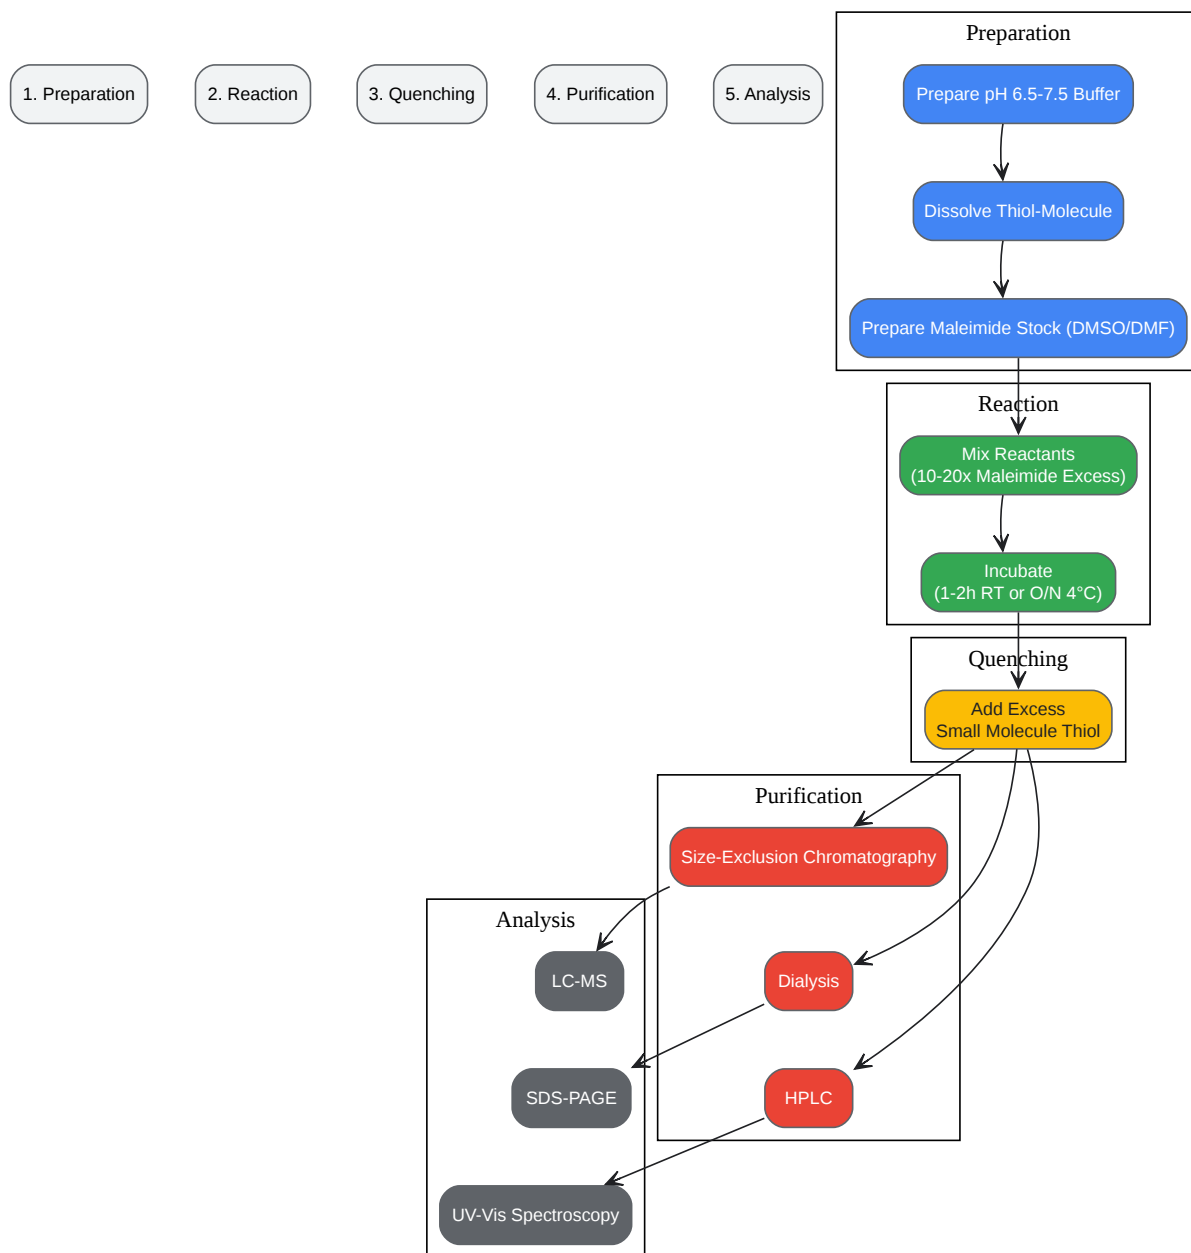 1. Preparation
2. Reaction
3. Quenching
4. Purification
5. Analysis
Preparation
Prepare pH 6.5-7.5 Buffer
Dissolve Thiol-Molecule
Prepare Maleimide Stock (DMSO/DMF)
Reaction
Mix Reactants
(10-20x Maleimide Excess)
Incubate
(1-2h RT or O/N 4°C)
Quenching
Add Excess
Small Molecule Thiol
Purification
Size-Exclusion Chromatography
Dialysis
HPLC
Analysis
LC-MS
SDS-PAGE
UV-Vis Spectroscopy